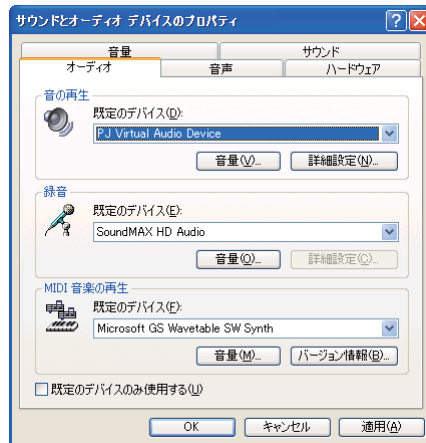 サウンドとオーディオ デバイスのプロパティ
音量 サウンド
オーディオ 音声 ハードウェア
音の再生
既定のデバイス(D):
PJ Virtual Audio Device
音量(V)... 詳細設定(N)...
録音
既定のデバイス(E):
SoundMAX HD Audio
音量(O)... 詳細設定(C)...
MIDI 音楽の再生
既定のデバイス(F):
Microsoft GS Wavetable SW Synth
音量(M)... バージョン情報(B)...
既定のデバイスのみ使用する(U)
OK キャンセル 適用(A)